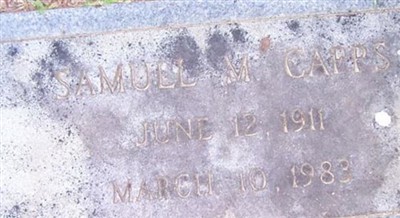 SAMUEL M CAPPS
JUNE 12, 1911
MARCH 10, 1983